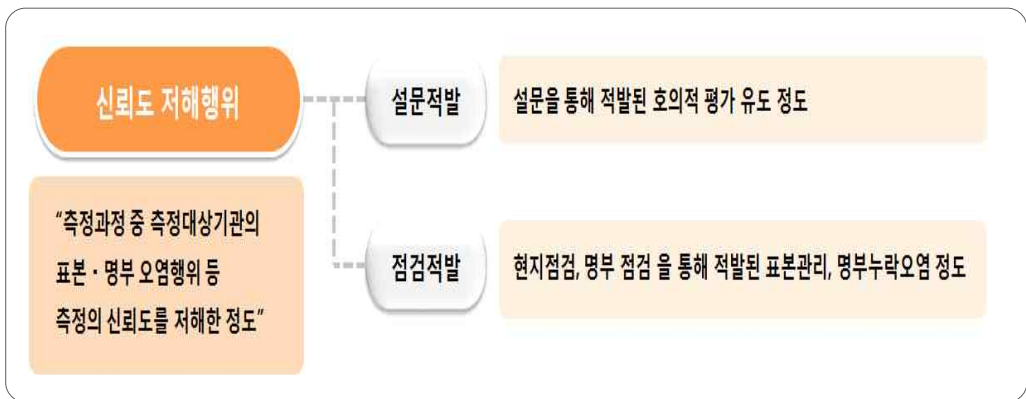 신뢰도 저해행위
설문적발
설문을 통해 적발된 호의적 평가 유도 정도
“측정과정 중 측정대상기관의
표본·명부 오염행위 등
측정의 신뢰도를 저해한 정도”
점검적발
현지점검, 명부 점검 을 통해 적발된 표본관리, 명부누락오염 정도